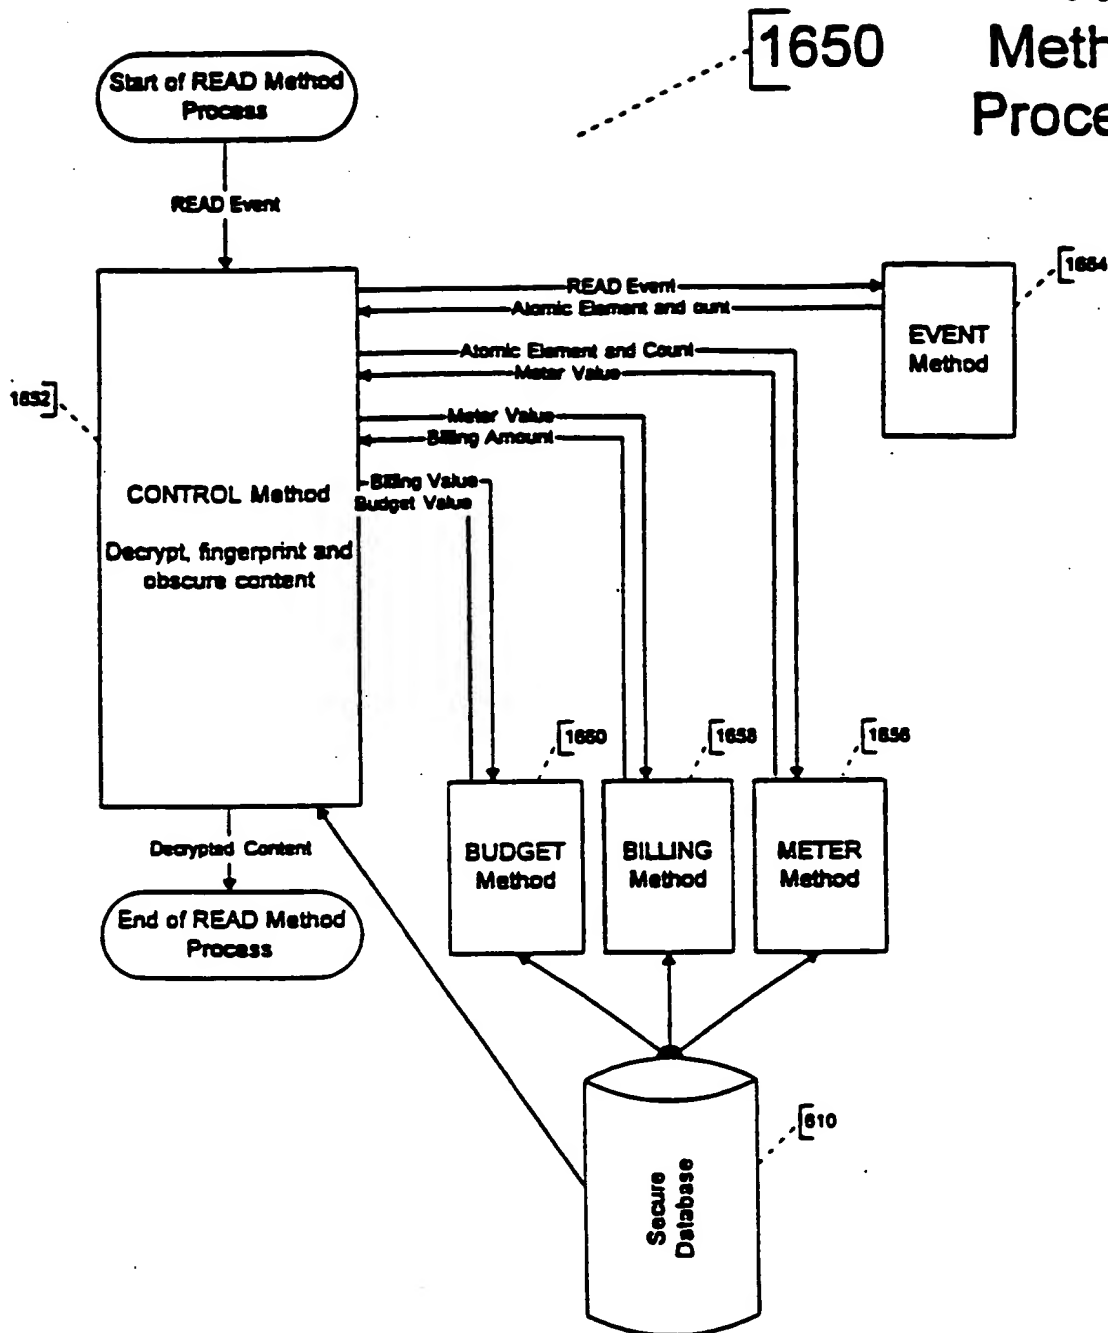 1650
Meth
Proce
Start of READ Method
Process
READ Event
READ Event
1654
Atomic Element and ount
EVENT
Method
Atomic Element and Count
Meter Value
1652
Meter Value
Billing Amount
Billing Value
Budget Value
CONTROL Method
Decrypt, fingerprint and
obscure content
1660
1658
1656
Decrypted Content
BUDGET
Method
BILLING
Method
METER
Method
End of READ Method
Process
610
Secure
Database